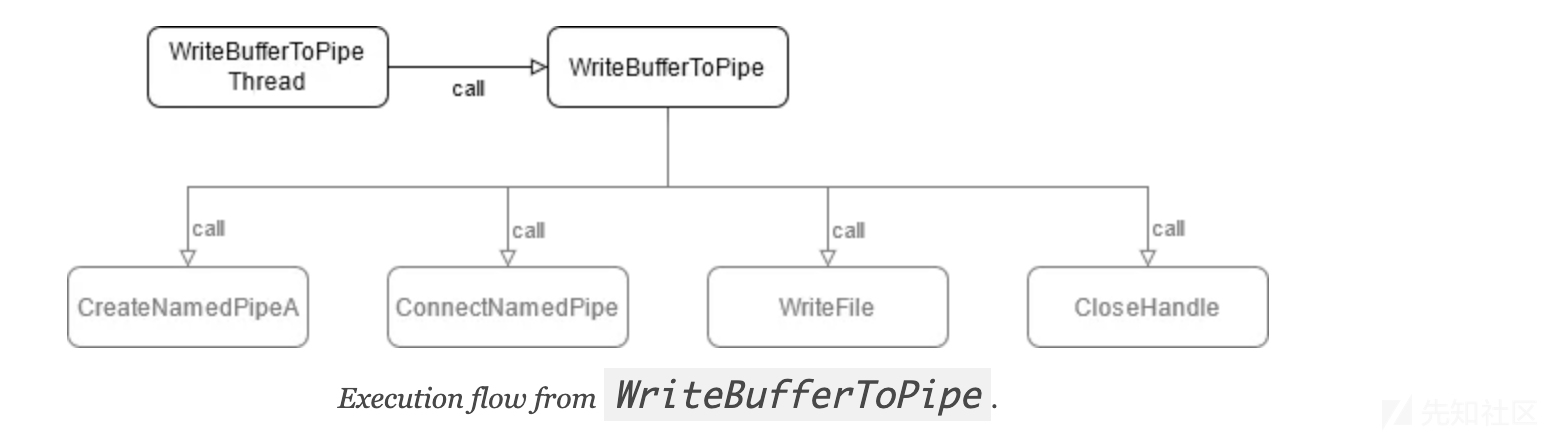 WriteBufferToPipe
Thread
call
WriteBufferToPipe
call
call
call
call
CreateNamedPipeA
ConnectNamedPipe
WriteFile
CloseHandle
Execution flow from WriteBufferToPipe.
先知社区